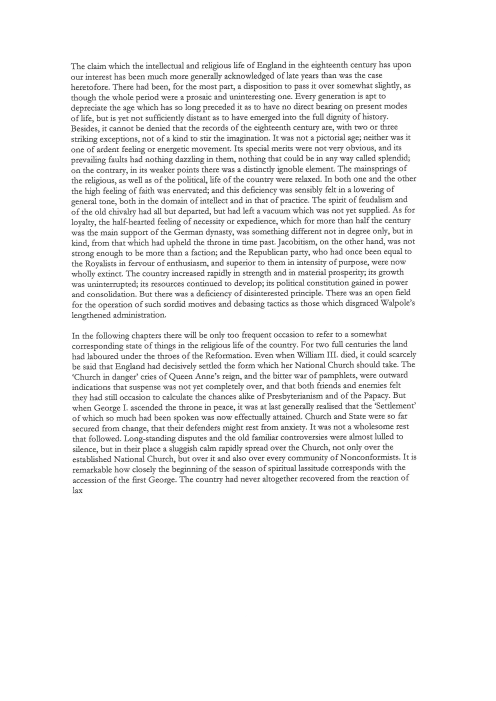 The claim which the intellectual and religious life of England in the eighteenth century has upon
our interest has been much more generally acknowledged of late years than was the case
heretofore. There had been, for the most part, a disposition to pass it over somewhat slightly, as
though the whole period were a prosaic and uninteresting one. Every generation is apt to
depreciate the age which has so long preceded it as to have no direct bearing on present modes
of life, but is yet not sufficiently distant as to have emerged into the full dignity of history.
Besides, it cannot be denied that the records of the eighteenth century are, with two or three
striking exceptions, not of a kind to stir the imagination. It was not a pictorial age; neither was it
one of ardent feeling or energetic movement. Its special merits were not very obvious, and its
prevailing faults had nothing dazzling in them, nothing that could be in any way called splendid;
on the contrary, in its weaker points there was a distinctly ignoble element. The mainsprings of
the religious, as well as of the political, life of the country were relaxed. In both one and the other
the high feeling of faith was enervated; and this deficiency was sensibly felt in a lowering of
general tone, both in the domain of intellect and in that of practice. The spirit of feudalism and
of the old chivalry had all but departed, but had left a vacuum which was not yet supplied. As for
loyalty, the half-hearted feeling of necessity or expedience, which for more than half the century
was the main support of the German dynasty, was something different not in degree only, but in
kind, from that which had upheld the throne in time past. Jacobitism, on the other hand, was not
strong enough to be more than a faction; and the Republican party, who had once been equal to
the Royalists in fervour of enthusiasm, and superior to them in intensity of purpose, were now
wholly extinct. The country increased rapidly in strength and in material prosperity; its growth
was uninterrupted; its resources continued to develop; its political constitution gained in power
and consolidation. But there was a deficiency of disinterested principle. There was an open field
for the operation of such sordid motives and debasing tactics as those which disgraced Walpole's
lengthened administration.
In the following chapters there will be only too frequent occasion to refer to a somewhat
corresponding state of things in the religious life of the country. For two full centuries the land
had laboured under the throes of the Reformation. Even when William III. died, it could scarcely
be said that England had decisively settled the form which her National Church should take. The
'Church in danger' cries of Queen Anne's reign, and the bitter war of pamphlets, were outward
indications that suspense was not yet completely over, and that both friends and enemies felt
they had still occasion to calculate the chances alike of Presbyterianism and of the Papacy. But
when George I. ascended the throne in peace, it was at last generally realised that the 'Settlement'
of which so much had been spoken was now effectually attained. Church and State were so far
secured from change, that their defenders might rest from anxiety. It was not a wholesome rest
that followed. Long-standing disputes and the old familiar controversies were almost lulled to
silence, but in their place a sluggish calm rapidly spread over the Church, not only over the
established National Church, but over it and also over every community of Nonconformists. It is
remarkable how closely the beginning of the season of spiritual lassitude corresponds with the
accession of the first George. The country had never altogether recovered from the reaction of
lax